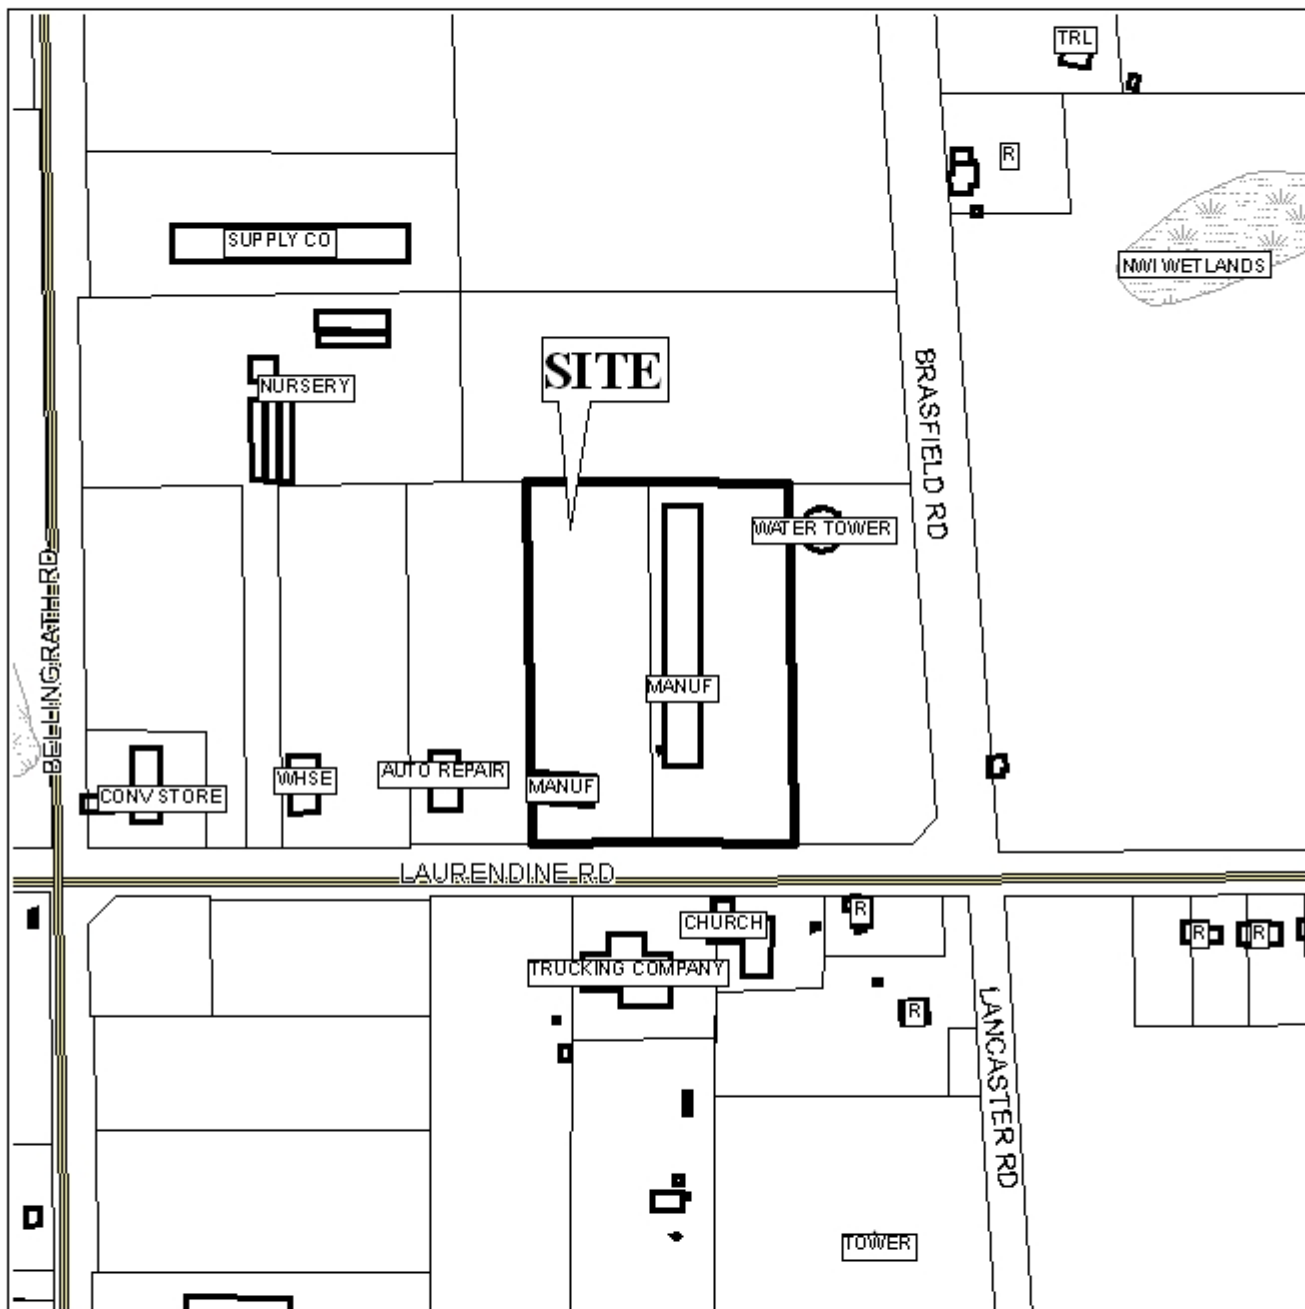 TRL
R
SUPPLY CO
NWI WETLANDS
SITE
NURSERY
BRASFIELD RD
WATER TOWER
BELLINGRATH RD
MANUF
AUTO REPAIR
WHSE
MANUF
CONV STORE
LAURENDINE RD
R
CHURCH
R
R
TRUCKING COMPANY
R
LANCASTER RD
TOWER